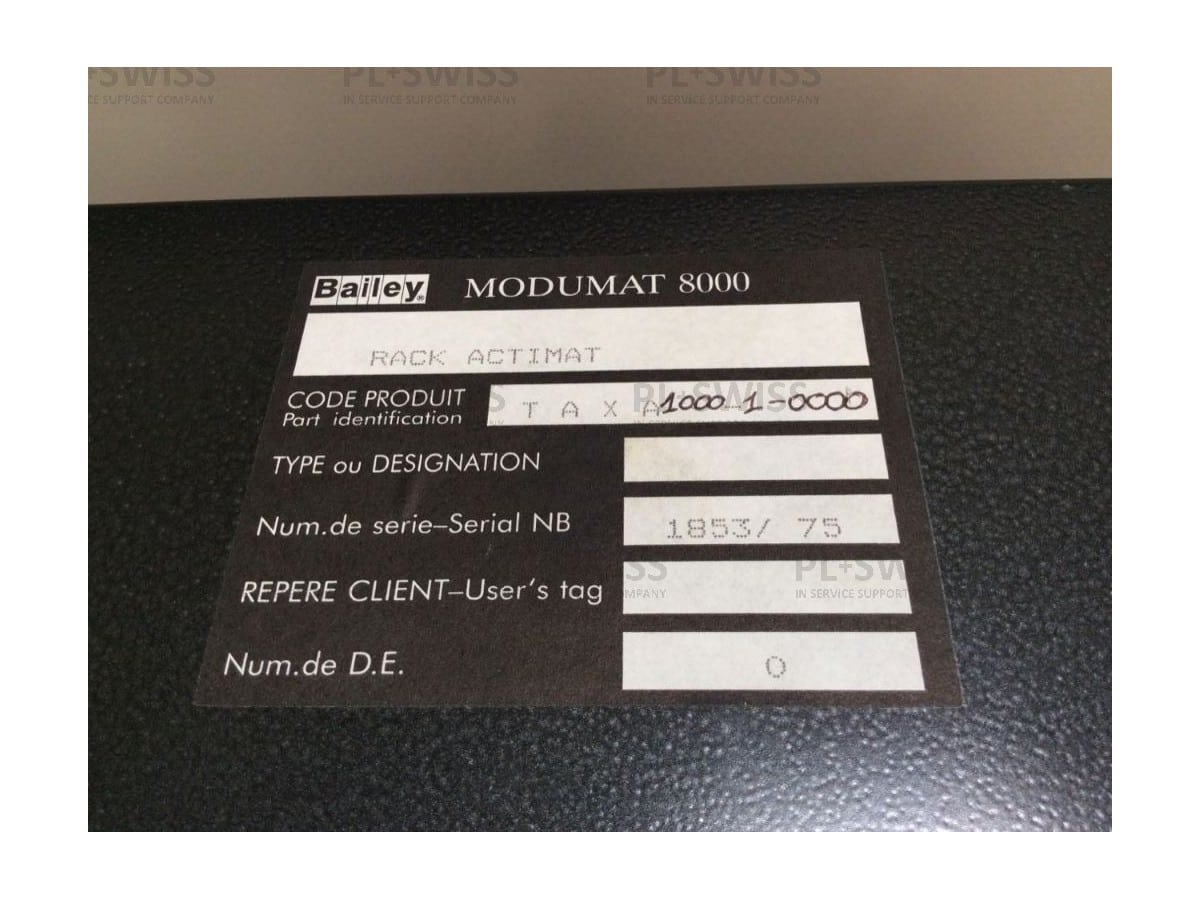 PL+SWISS PL+SWISS PL+SWISS
IN SERVICE SUPPORT COMPANY IN SERVICE SUPPORT COMPANY
Bailey® MODUMAT 8000
RACK ACTIMAT
CODE PRODUIT T A X A1000-1-0000
Part identification
TYPE ou DESIGNATION
Num.de serie–Serial NB 1853/ 75
REPERE CLIENT–User's tag
Num.de D.E. 0